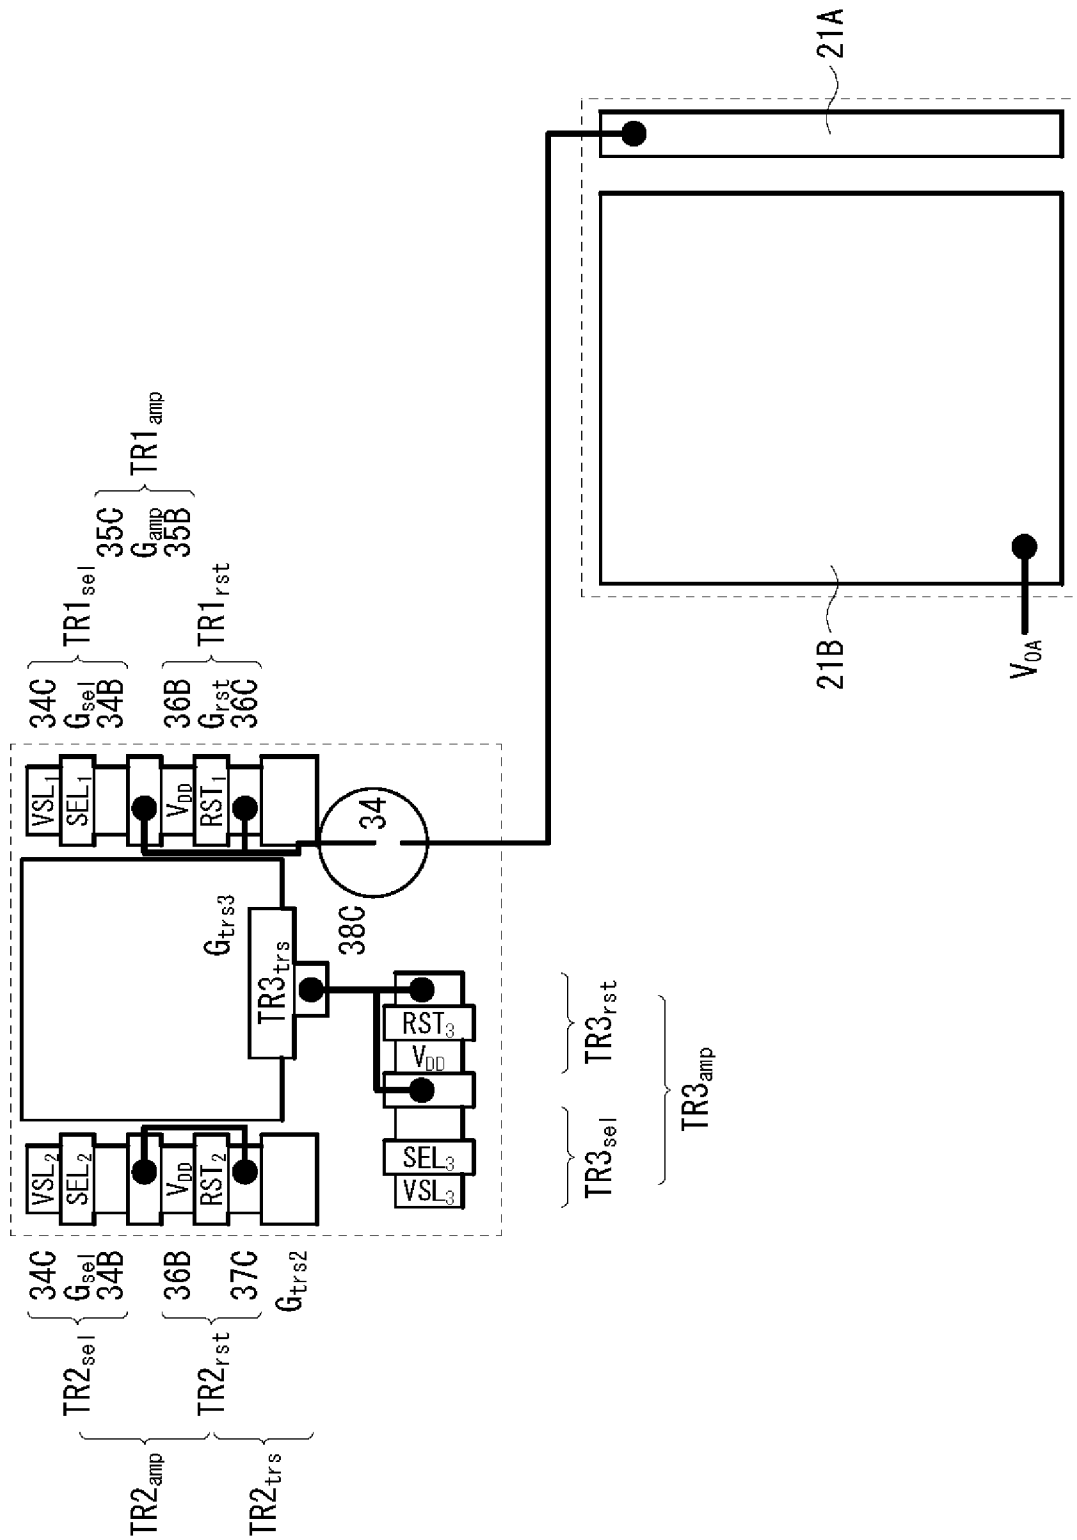 TR2amp
TR2trs
TR2sel
TR2rst
34C
Gsel
34B
36B
37C
Gtrs2
VSL2
SEL2
VDD
RST2
Gtrs3
TR3trs
38C
34
VSL1
SEL1
VDD
RST1
34C
Gsel
34B
36B
Grst
36C
TR1sel
TR1rst
35C
Gamp
35B
TR1amp
VSL3
SEL3
VDD
RST3
TR3sel
TR3rst
TR3amp
VOA
21B
21A